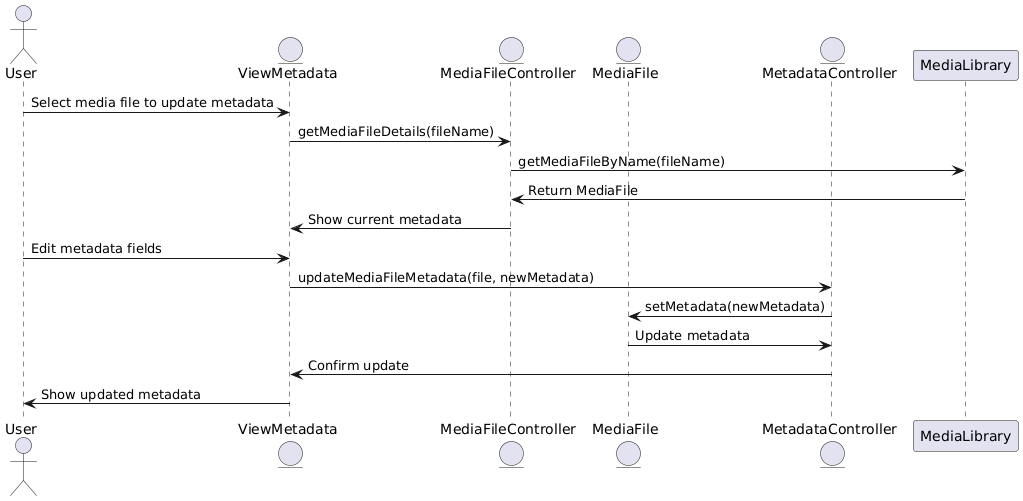 User
ViewMetadata
MediaFileController
MediaFile
MetadataController
MediaLibrary
Select media file to update metadata
getMediaFileDetails(fileName)
getMediaFileByName(fileName)
Return MediaFile
Show current metadata
Edit metadata fields
updateMediaFileMetadata(file, newMetadata)
setMetadata(newMetadata)
Update metadata
Confirm update
Show updated metadata
User
ViewMetadata
MediaFileController
MediaFile
MetadataController
MediaLibrary